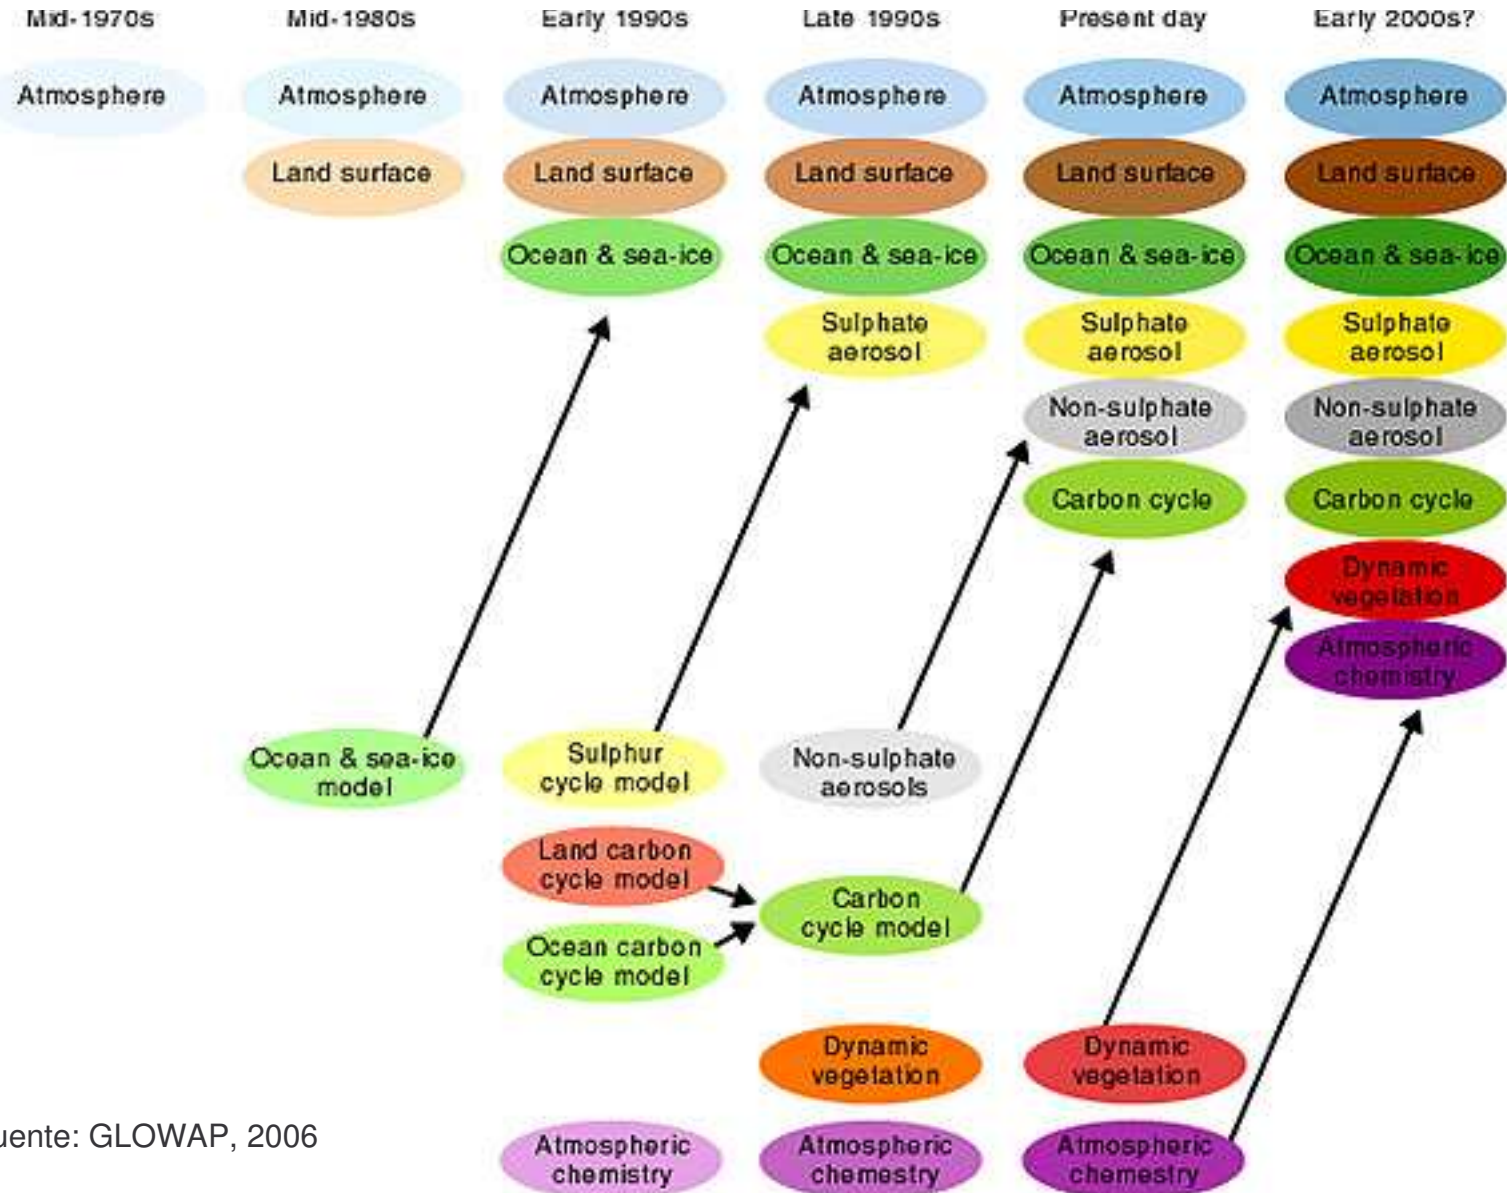 Mid-1970s Mid-1980s Early 1990s Late 1990s Present day Early 2000s?
Atmosphere Atmosphere Atmosphere Atmosphere Atmosphere Atmosphere
Land surface Land surface Land surface Land surface Land surface
Ocean & sea-ice Ocean & sea-ice Ocean & sea-ice Ocean & sea-ice
Sulphate Sulphate Sulphate
aerosol aerosol aerosol
Non-sulphate Non-sulphate
aerosol aerosol
Carbon cycle Carbon cycle
Dynamic
vegetation
Atmospheric
chemistry
Ocean & sea-ice Sulphur Non-sulphate
model cycle model aerosols
Land carbon
cycle model
Carbon
cycle model
Ocean carbon
cycle model
Dynamic Dynamic
vegetation vegetation
uente: GLOWAP, 2006
Atmospheric Atmospheric Atmospheric
chemistry chemestry chemestry